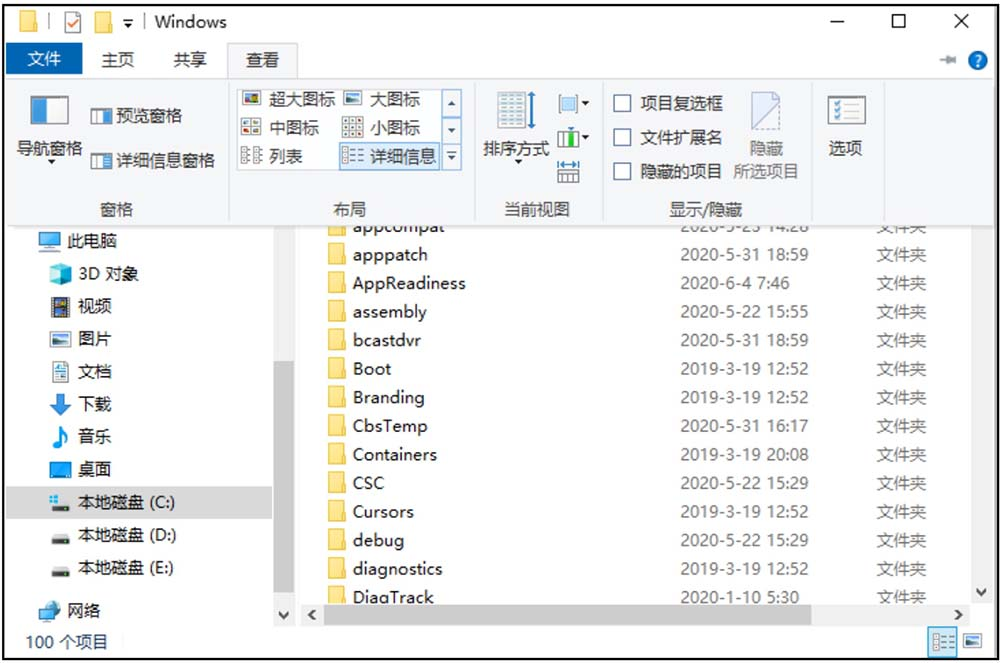 Windows
文件 主页 共享 查看
导航窗格 预览窗格 详细信息窗格
窗格
超大图标 大图标
中图标 小图标
列表 详细信息
布局
排序方式
当前视图
项目复选框
文件扩展名
隐藏的项目
隐藏
所选项目
显示/隐藏
选项
此电脑
3D 对象
视频
图片
文档
下载
音乐
桌面
本地磁盘 (C:)
本地磁盘 (D:)
本地磁盘 (E:)
网络
appcompat 2020-5-23 14:26 文件夹
apppatch 2020-5-31 18:59 文件夹
AppReadiness 2020-6-4 7:46 文件夹
assembly 2020-5-22 15:55 文件夹
bcastdvr 2020-5-31 18:59 文件夹
Boot 2019-3-19 12:52 文件夹
Branding 2019-3-19 12:52 文件夹
CbsTemp 2020-5-31 16:17 文件夹
Containers 2019-3-19 20:08 文件夹
CSC 2020-5-22 15:29 文件夹
Cursors 2019-3-19 12:52 文件夹
debug 2020-5-22 15:29 文件夹
diagnostics 2019-3-19 12:52 文件夹
DiagTrack 2020-1-10 5:30 文件夹
100 个项目